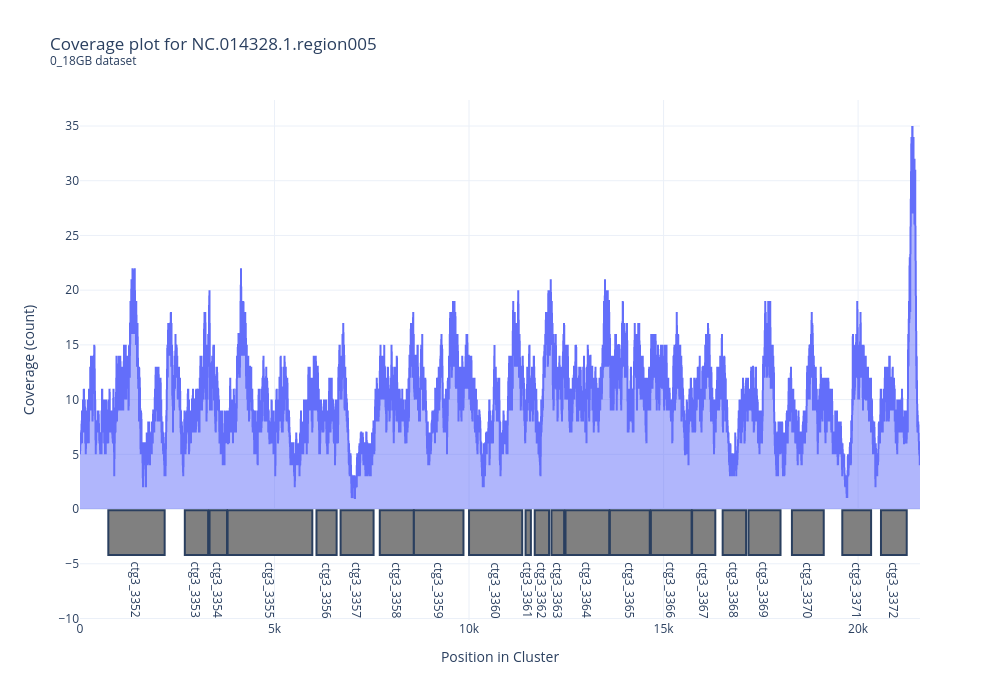 Coverage plot for NC.014328.1.region005
0_18GB dataset
Coverage (count)
35
30
25
20
15
10
5
0
−5
−10
ctg3_3352
ctg3_3353
ctg3_3354
ctg3_3355
ctg3_3356
ctg3_3357
ctg3_3358
ctg3_3359
ctg3_3360
ctg3_3361
ctg3_3362
ctg3_3363
ctg3_3364
ctg3_3365
ctg3_3366
ctg3_3367
ctg3_3368
ctg3_3369
ctg3_3370
ctg3_3371
ctg3_3372
0
5k
10k
15k
20k
Position in Cluster